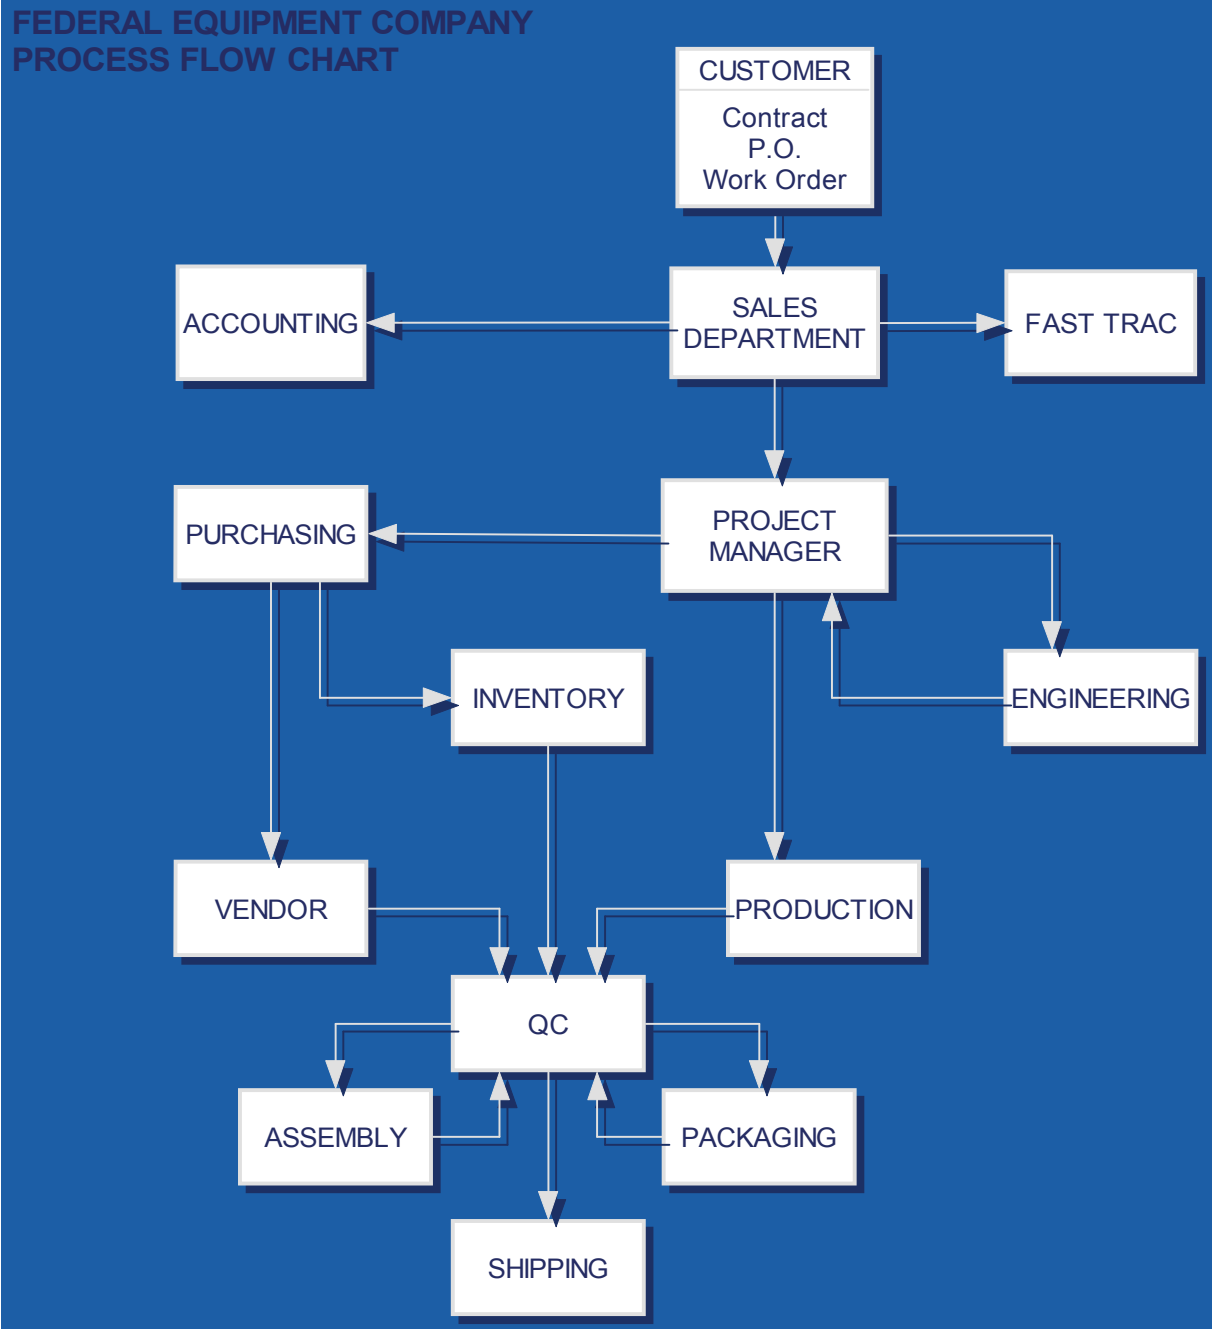 FEDERAL EQUIPMENT COMPANY
PROCESS FLOW CHART
CUSTOMER
Contract
P.O.
Work Order
ACCOUNTING
SALES
DEPARTMENT
FAST TRAC
PURCHASING
PROJECT
MANAGER
INVENTORY
ENGINEERING
VENDOR
PRODUCTION
QC
ASSEMBLY
PACKAGING
SHIPPING